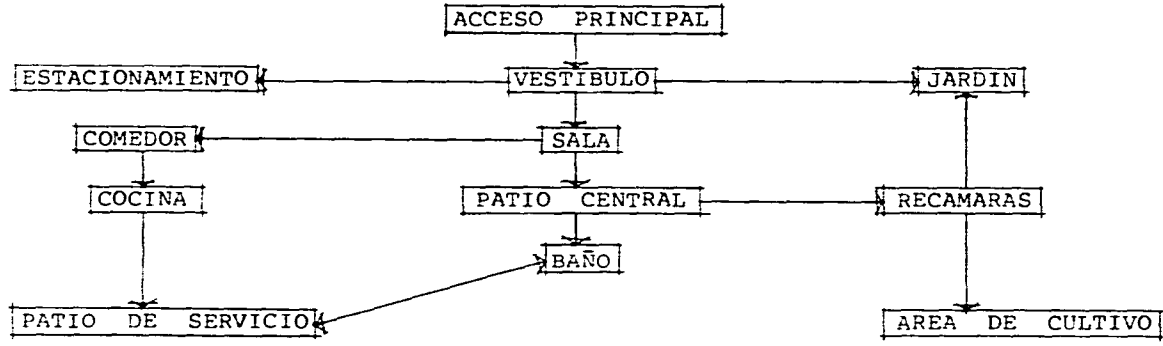 ACCESO PRINCIPAL
ESTACIONAMIENTO
VESTIBULO
JARDIN
COMEDOR
SALA
COCINA
PATIO CENTRAL
RECAMARAS
BAÑO
PATIO DE SERVICIO
AREA DE CULTIVO